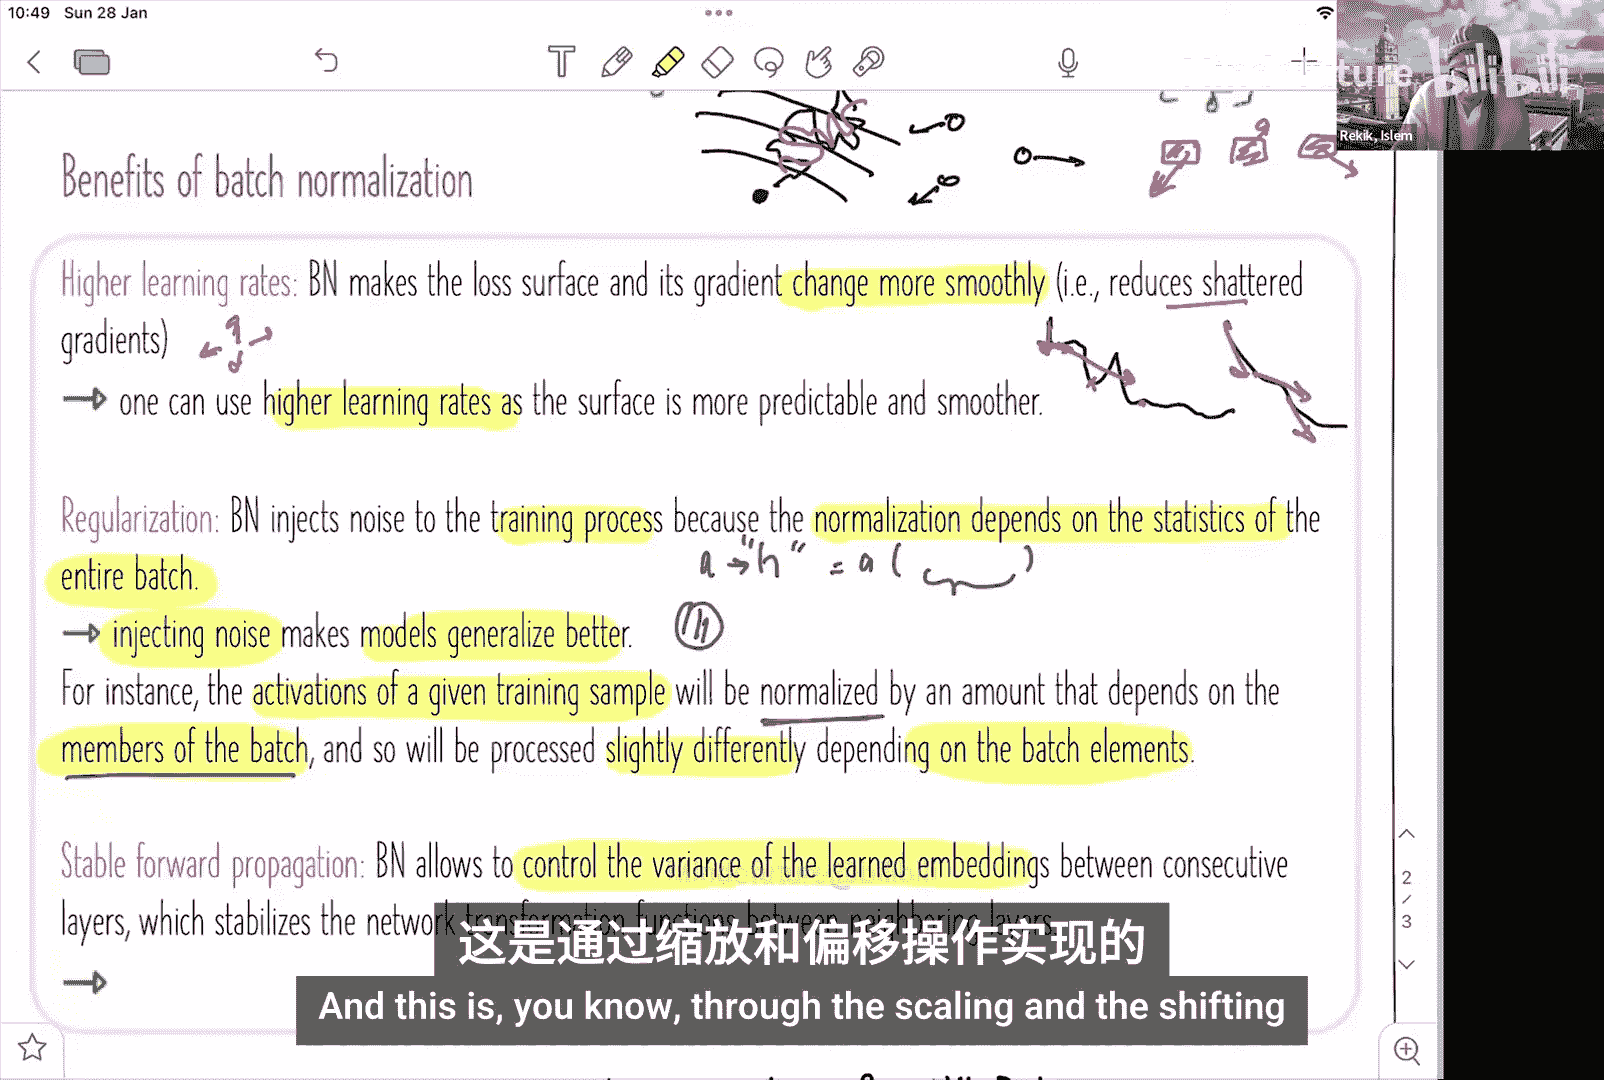 10:49 Sun 28 Jan
ture bilibili
Rekik, Islem
Benefits of batch normalization
Higher learning rates: BN makes the loss surface and its gradient change more smoothly (i.e., reduces shattered
gradients)
→ one can use higher learning rates as the surface is more predictable and smoother.
Regularization: BN injects noise to the training process because the normalization depends on the statistics of the
entire batch.
a → "h" = a ( )
→ injecting noise makes models generalize better.
For instance, the activations of a given training sample will be normalized by an amount that depends on the
members of the batch, and so will be processed slightly differently depending on the batch elements.
Stable forward propagation: BN allows to control the variance of the learned embeddings between consecutive
layers, which stabilizes the network transformation functions between neighboring layers.
→
2
3
这是通过缩放和偏移操作实现的
And this is, you know, through the scaling and the shifting